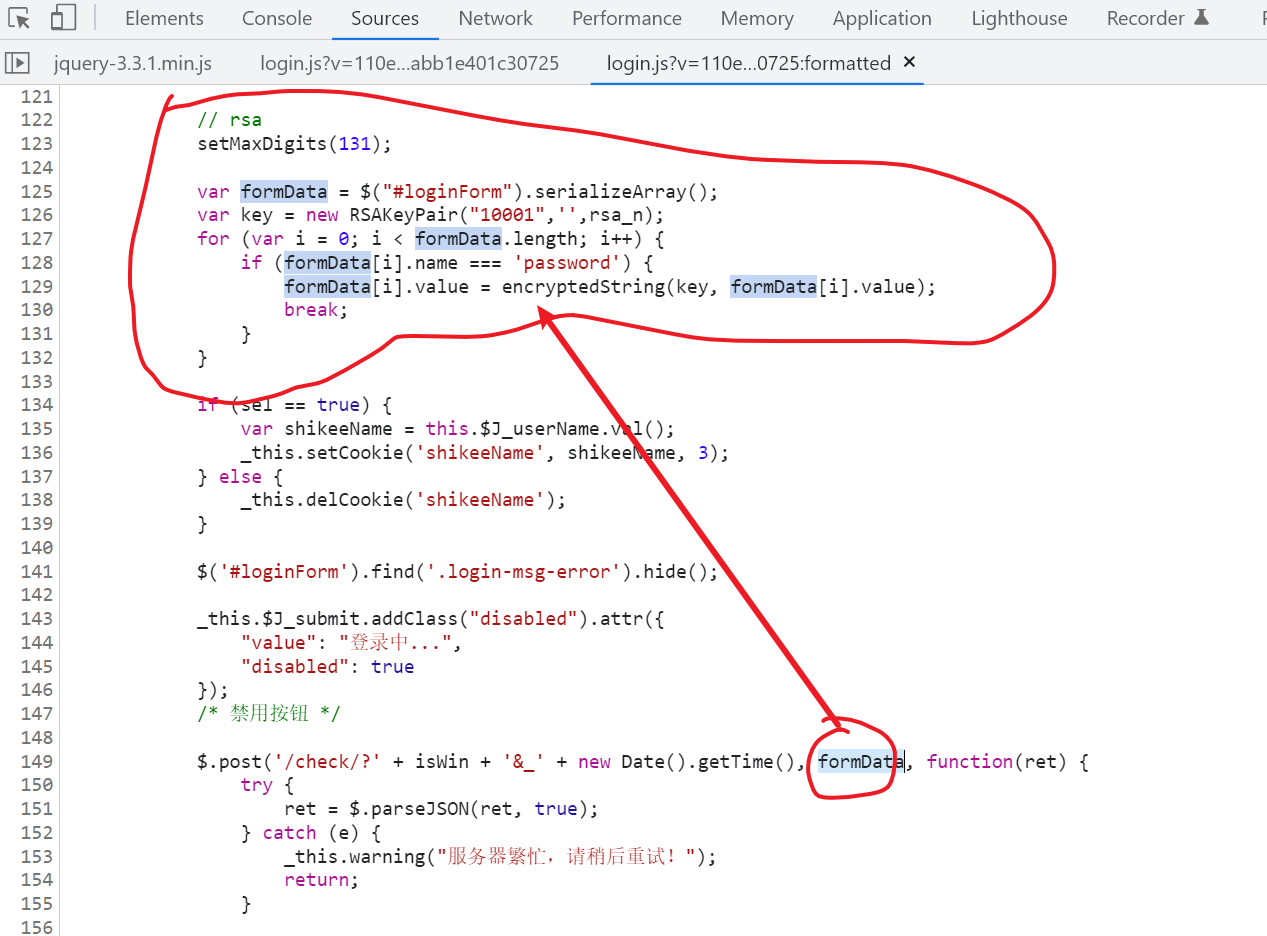 Elements Console Sources Network Performance Memory Application Lighthouse Recorder
jquery-3.3.1.min.js login.js?v=110e...abb1e401c30725 login.js?v=110e...0725:formatted ×
121
122 // rsa
123 setMaxDigits(131);
124
125 var formData = $("#loginForm").serializeArray();
126 var key = new RSAKeyPair("10001",'',rsa_n);
127 for (var i = 0; i < formData.length; i++) {
128 if (formData[i].name === 'password') {
129 formData[i].value = encryptedString(key, formData[i].value);
130 break;
131 }
132 }
133
134 if (sel == true) {
135 var shikeeName = this.$J_userName.val();
136 _this.setCookie('shikeeName', shikeeName, 3);
137 } else {
138 _this.delCookie('shikeeName');
139 }
140
141 $('#loginForm').find('.login-msg-error').hide();
142
143 _this.$J_submit.addClass("disabled").attr({
144 "value": "登录中...",
145 "disabled": true
146 });
147 /* 禁用按钮 */
148
149 $.post('/check/?' + isWin + '&_' + new Date().getTime(), formData, function(ret) {
150 try {
151 ret = $.parseJSON(ret, true);
152 } catch (e) {
153 _this.warning("服务器繁忙，请稍后重试！");
154 return;
155 }
156